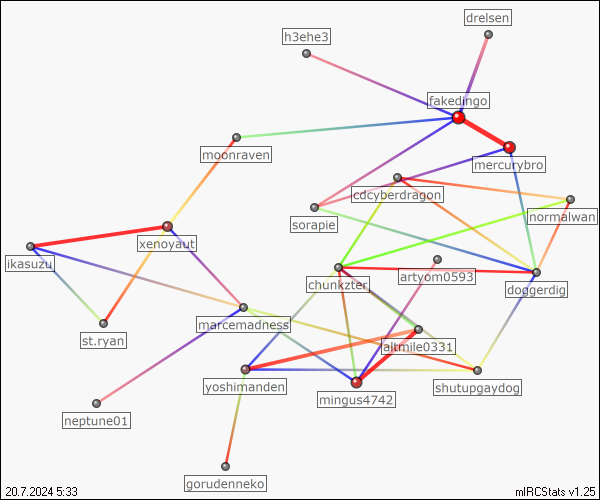 drelsen
h3ehe3
fakedingo
moonraven
mercurybro
cdcyberdragon
normalwan
sorapie
xenoyaut
ikasuzu
artyom0593
chunkzter
doggerdig
marcemadness
st.ryan
altmile0331
yoshimanden
mingus4742
shutupgaydog
neptune01
gorudenneko
20.7.2024 5:33
mIRCStats v1.25